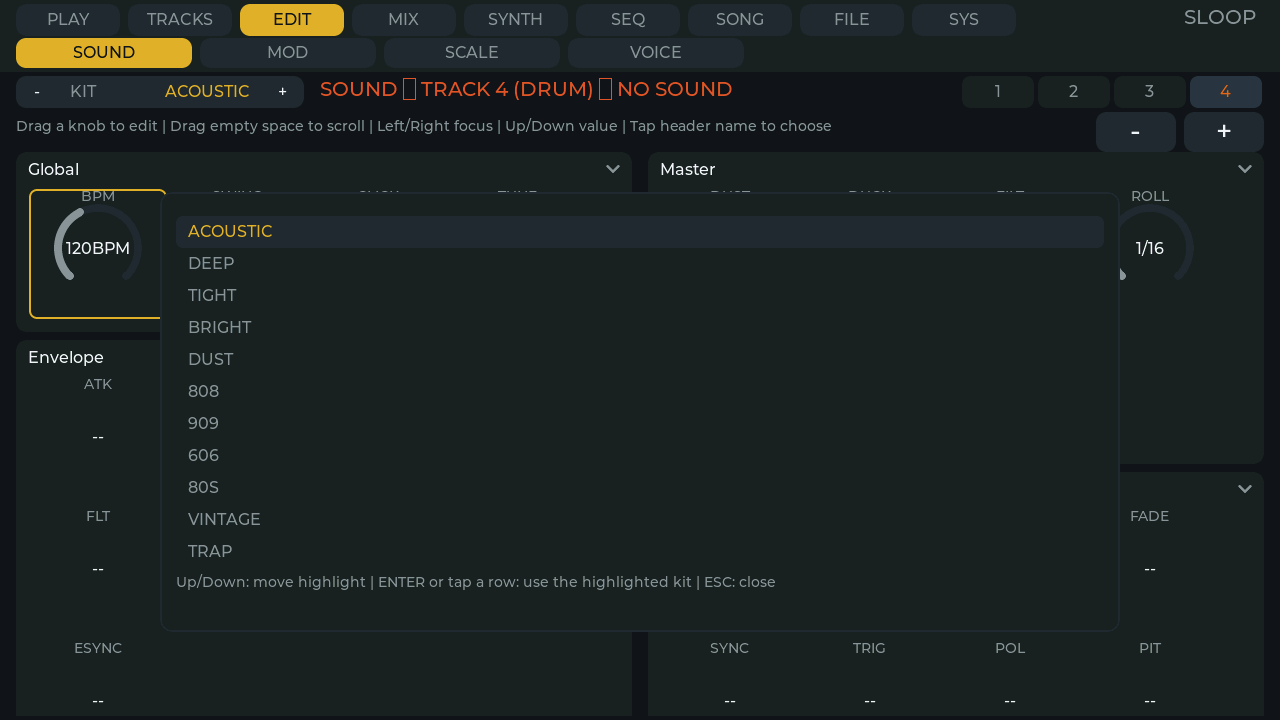 PLAY TRACKS EDIT MIX SYNTH SEQ SONG FILE SYS SLOOP
SOUND MOD SCALE VOICE
- KIT ACOUSTIC + SOUND TRACK 4 (DRUM) NO SOUND 1 2 3 4
Drag a knob to edit | Drag empty space to scroll | Left/Right focus | Up/Down value | Tap header name to choose
- +
Global
Master
BPM
ROLL
120BPM
1/16
ACOUSTIC
DEEP
TIGHT
BRIGHT
DUST
808
909
606
80S
VINTAGE
TRAP
Up/Down: move highlight | ENTER or tap a row: use the highlighted kit | ESC: close
Envelope
ATK
--
FLT
--
FADE
--
ESYNC
--
SYNC TRIG POL PIT
-- -- -- --